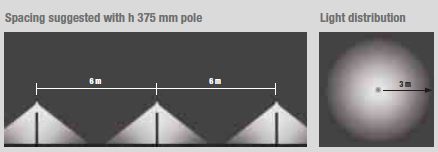 Spacing suggested with h 375 mm pole
Light distribution
6 m
6 m
3 m